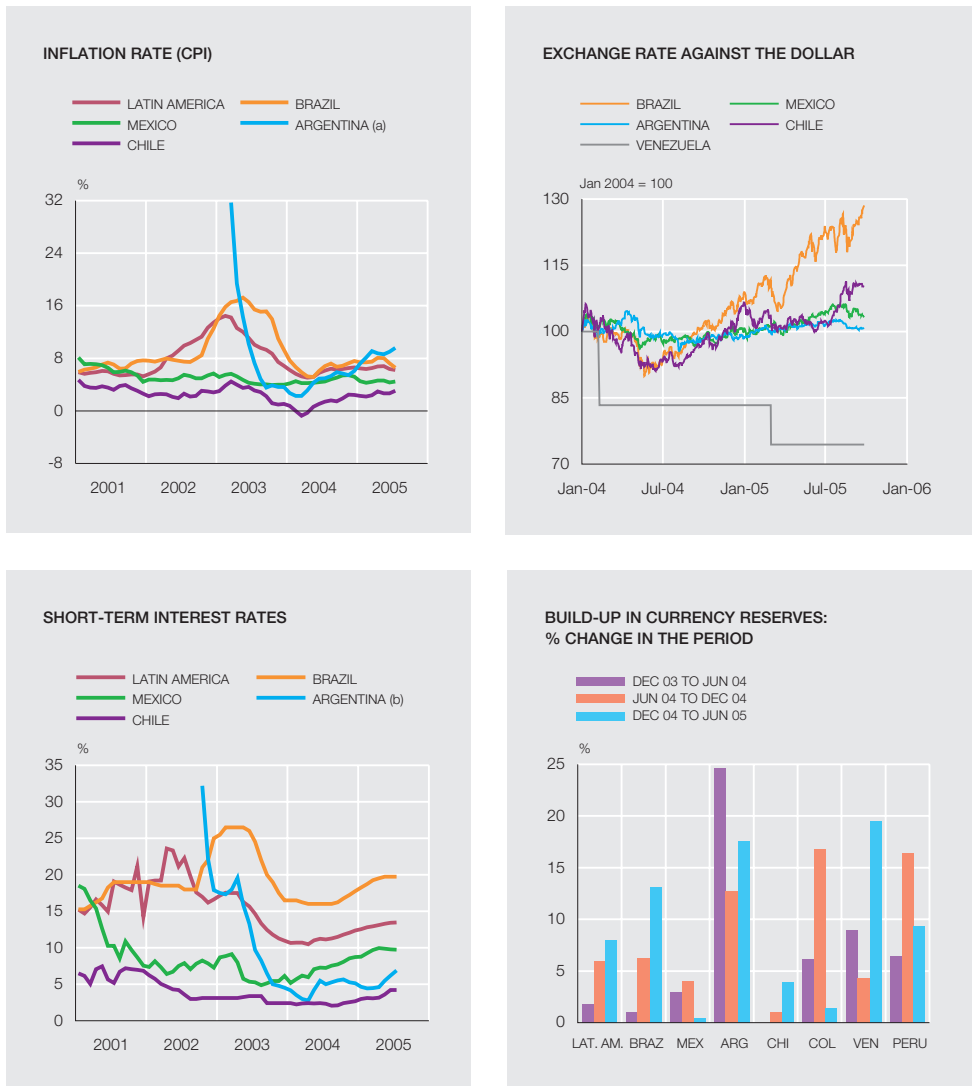 INFLATION RATE (CPI)
LATIN AMERICA BRAZIL
MEXICO ARGENTINA (a)
CHILE
%
32
24
16
8
0
-8
2001 2002 2003 2004 2005
EXCHANGE RATE AGAINST THE DOLLAR
BRAZIL MEXICO
ARGENTINA CHILE
VENEZUELA
Jan 2004 = 100
130
115
100
85
70
Jan-04 Jul-04 Jan-05 Jul-05 Jan-06
SHORT-TERM INTEREST RATES
LATIN AMERICA BRAZIL
MEXICO ARGENTINA (b)
CHILE
%
35
30
25
20
15
10
5
0
2001 2002 2003 2004 2005
BUILD-UP IN CURRENCY RESERVES:
% CHANGE IN THE PERIOD
DEC 03 TO JUN 04
JUN 04 TO DEC 04
DEC 04 TO JUN 05
%
25
20
15
10
5
0
LAT. AM. BRAZ MEX ARG CHI COL VEN PERU